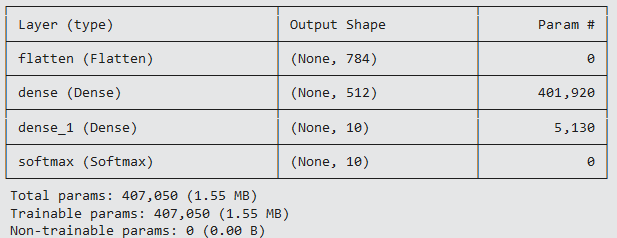 Layer (type) Output Shape Param #
flatten (Flatten) (None, 784) 0
dense (Dense) (None, 512) 401,920
dense_1 (Dense) (None, 10) 5,130
softmax (Softmax) (None, 10) 0
Total params: 407,050 (1.55 MB)
Trainable params: 407,050 (1.55 MB)
Non-trainable params: 0 (0.00 B)